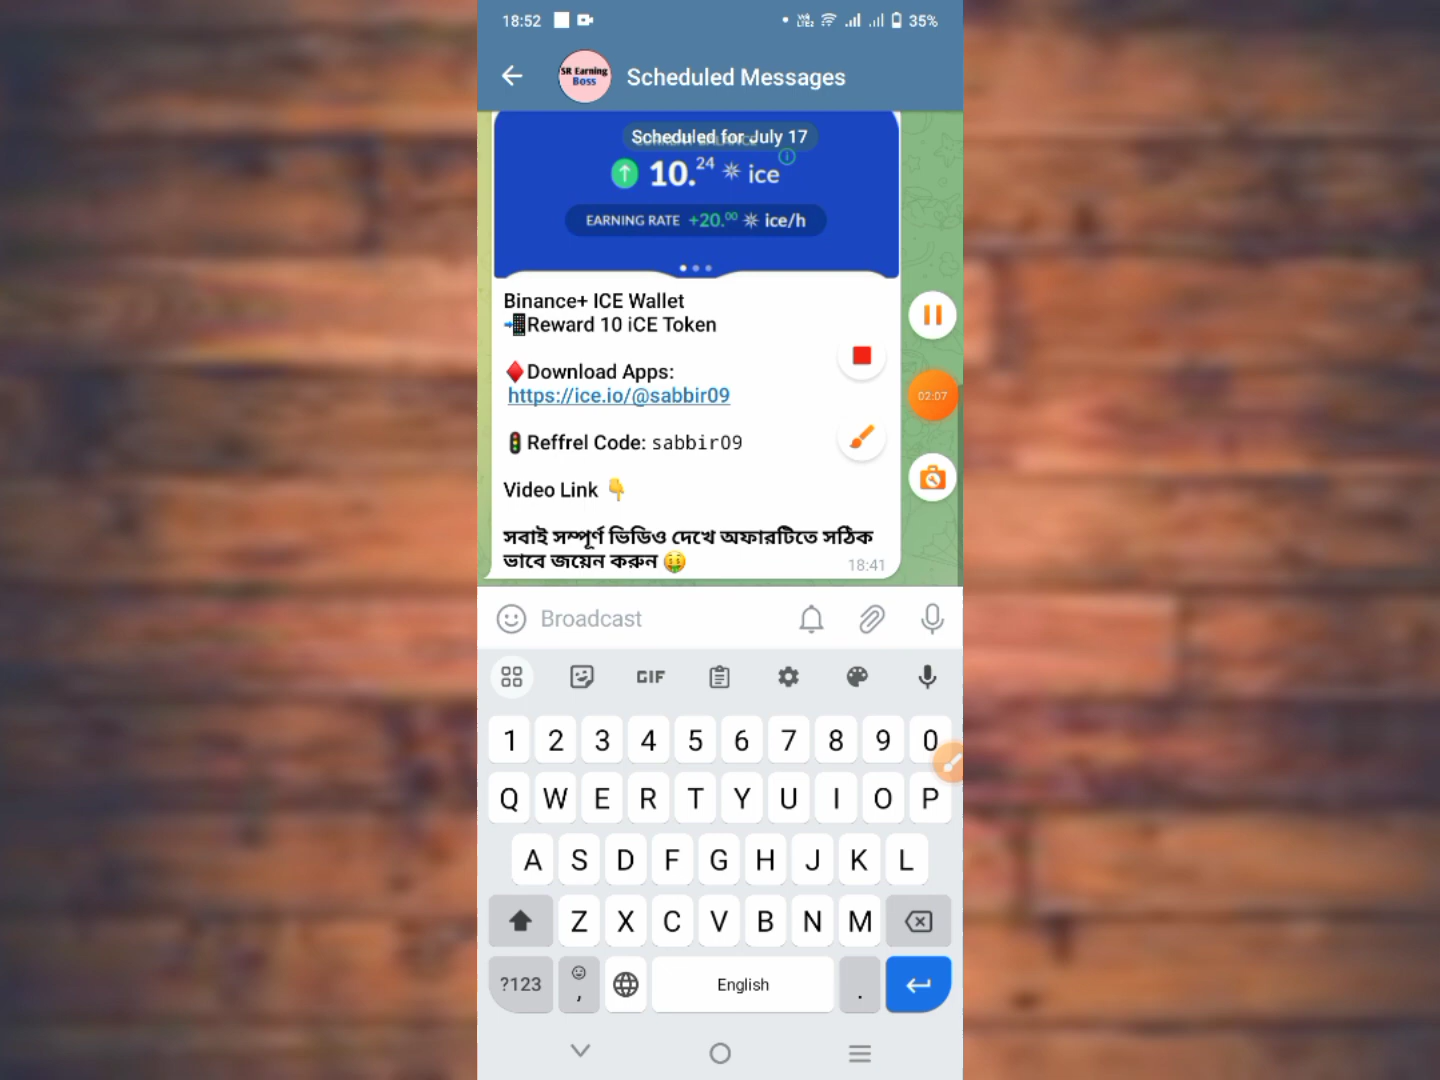 18:52
Vo
LTE2
35%
SR Earning
Boss
Scheduled Messages
Scheduled for July 17
10.24 ice
EARNING RATE +20.00 ice/h
Binance+ ICE Wallet
📲Reward 10 iCE Token
♦️Download Apps:
https://ice.io/@sabbir09
🚦Reffrel Code: sabbir09
Video Link 👇
সবাই সম্পূর্ণ ভিডিও দেখে অফারটিতে সঠিক
ভাবে জয়েন করুন 🤑
18:41
02:07
Broadcast
GIF
1 2 3 4 5 6 7 8 9 0
Q W E R T Y U I O P
A S D F G H J K L
Z X C V B N M
?123 , English .